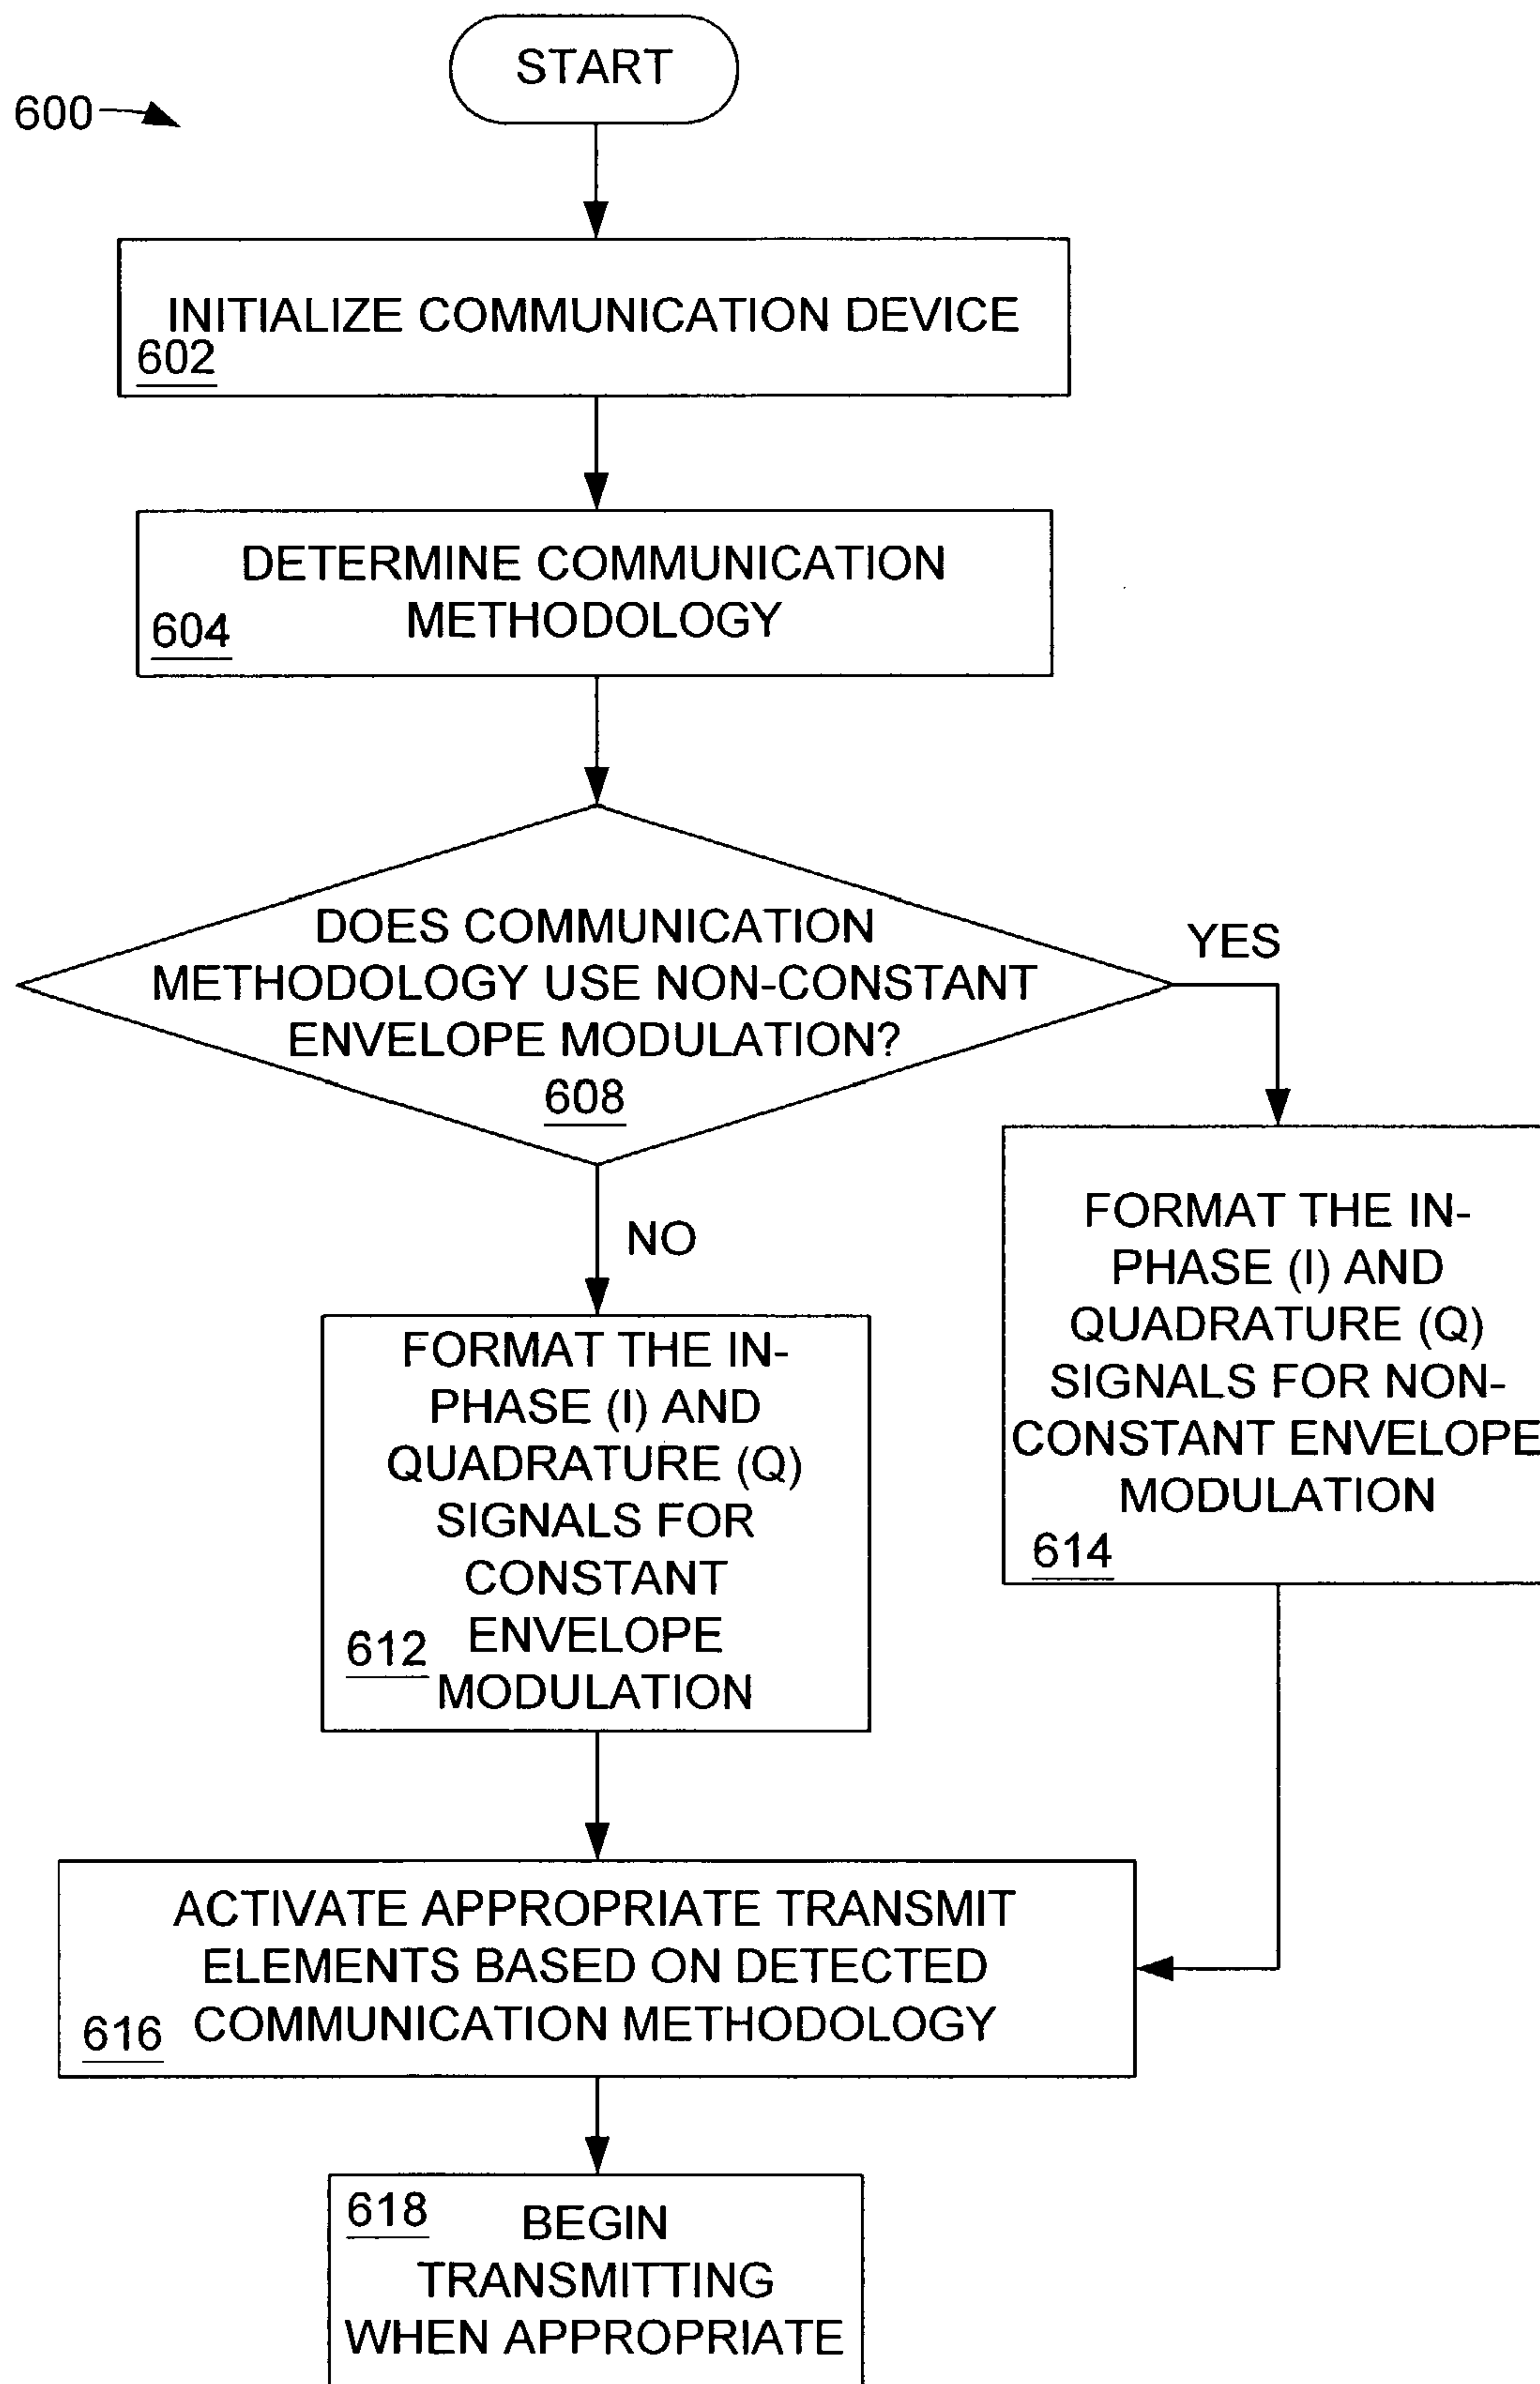 START
600
INITIALIZE COMMUNICATION DEVICE
602
DETERMINE COMMUNICATION
METHODOLOGY
604
DOES COMMUNICATION
METHODOLOGY USE NON-CONSTANT
ENVELOPE MODULATION?
608
YES
NO
FORMAT THE IN-
PHASE (I) AND
QUADRATURE (Q)
SIGNALS FOR NON-
CONSTANT ENVELOPE
MODULATION
614
FORMAT THE IN-
PHASE (I) AND
QUADRATURE (Q)
SIGNALS FOR
CONSTANT
ENVELOPE
612
MODULATION
ACTIVATE APPROPRIATE TRANSMIT
ELEMENTS BASED ON DETECTED
COMMUNICATION METHODOLOGY
616
618
BEGIN
TRANSMITTING
WHEN APPROPRIATE